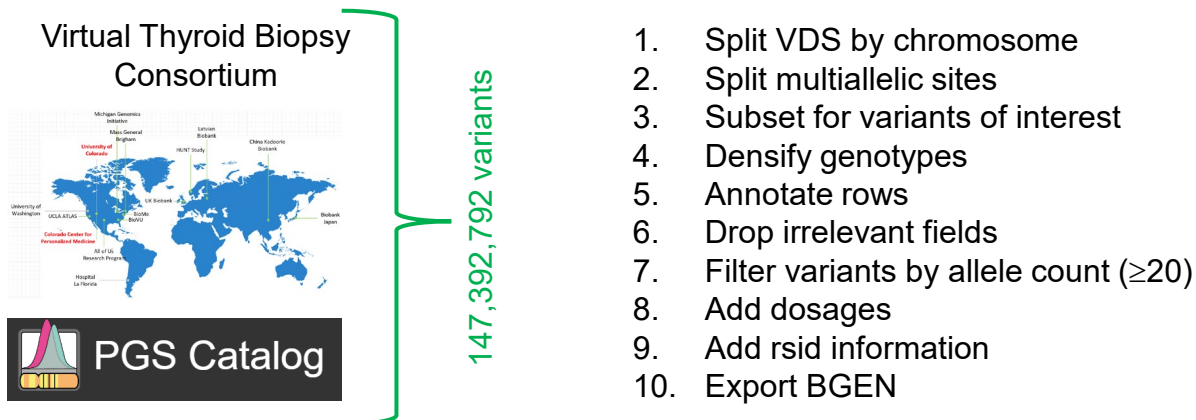 Virtual Thyroid Biopsy
Consortium
Michigan Genomics
Initiative
Mass General
Brigham
University of
Colorado
Latvian
Biobank
HUNT Study
China Kadoorie
Biobank
UK Biobank
University of
Washington
UCLA ATLAS
BioMe
BioVU
Biobank
Japan
Colorado Center for
Personalized Medicine
All of Us
Research Program
Hospital
La Florida
PGS Catalog
147,392,792 variants
1. Split VDS by chromosome
2. Split multiallelic sites
3. Subset for variants of interest
4. Densify genotypes
5. Annotate rows
6. Drop irrelevant fields
7. Filter variants by allele count (≥20)
8. Add dosages
9. Add rsid information
10. Export BGEN